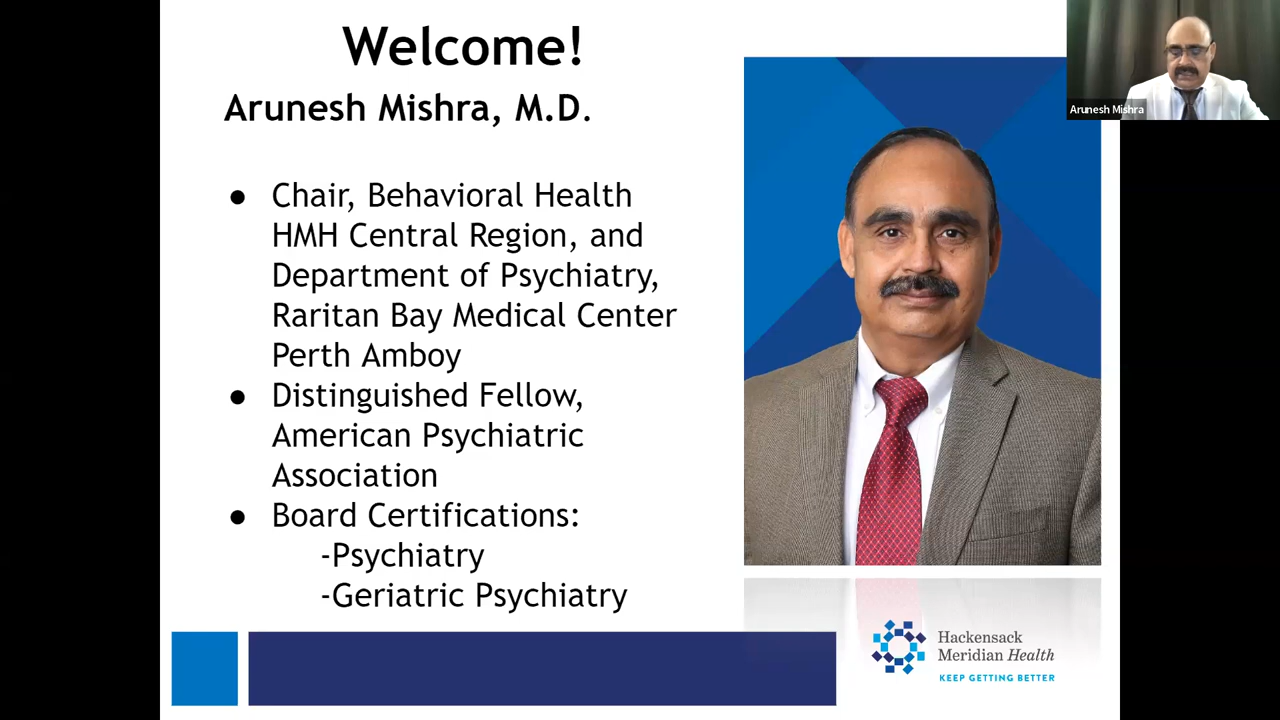 Welcome!
Arunesh Mishra, M.D.
Arunesh Mishra
● Chair, Behavioral Health
HMH Central Region, and
Department of Psychiatry,
Raritan Bay Medical Center
Perth Amboy
● Distinguished Fellow,
American Psychiatric
Association
● Board Certifications:
-Psychiatry
-Geriatric Psychiatry
Hackensack
Meridian Health
KEEP GETTING BETTER